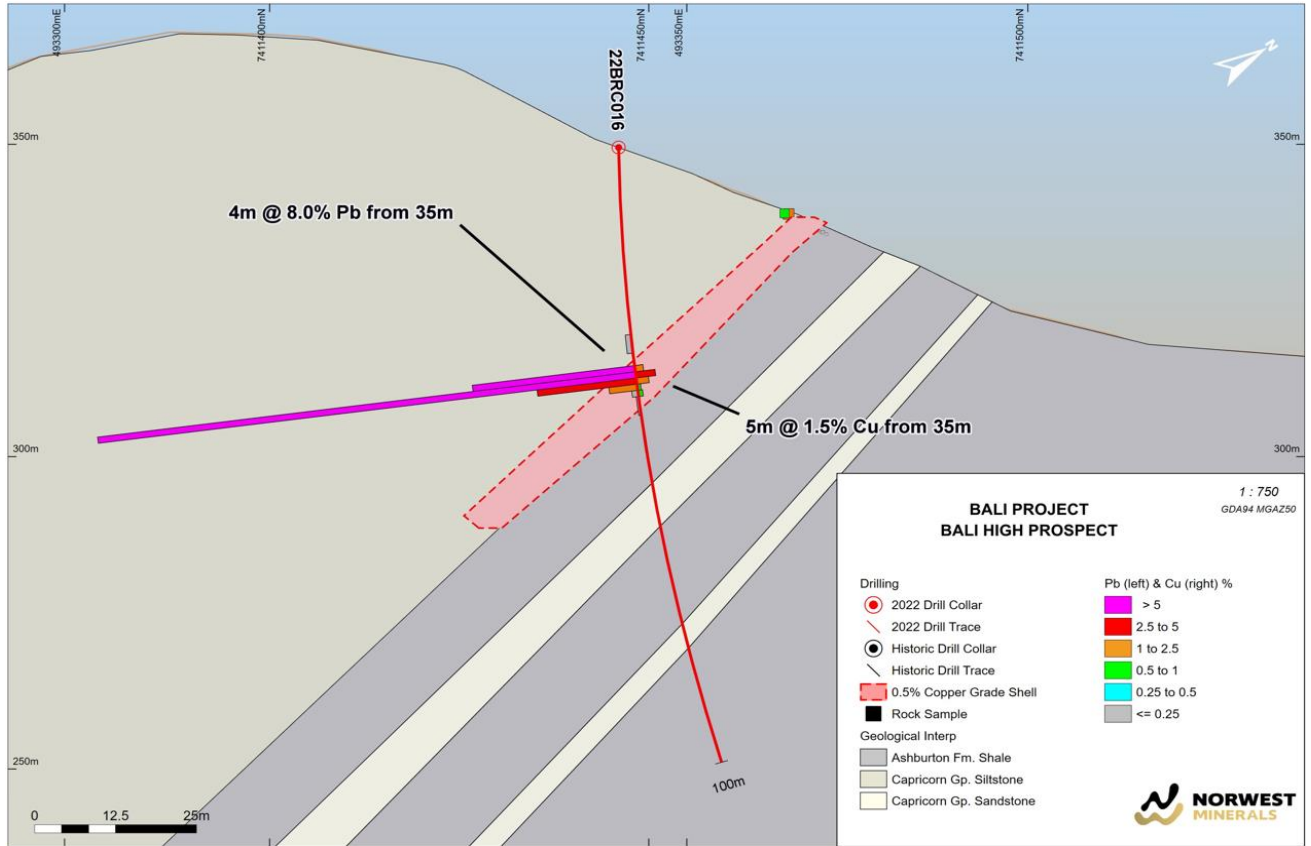 493300mE
7411400mN
7411450mN
493350mE
7411500mN
N
22BRC016
350m
350m
4m @ 8.0% Pb from 35m
5m @ 1.5% Cu from 35m
300m
300m
250m
100m
0 12.5 25m
BALI PROJECT
BALI HIGH PROSPECT
1 : 750
GDA94 MGAZ50
Drilling
2022 Drill Collar
2022 Drill Trace
Historic Drill Collar
Historic Drill Trace
0.5% Copper Grade Shell
Rock Sample
Geological Interp
Ashburton Fm. Shale
Capricorn Gp. Siltstone
Capricorn Gp. Sandstone
Pb (left) & Cu (right) %
> 5
2.5 to 5
1 to 2.5
0.5 to 1
0.25 to 0.5
<= 0.25
NORWEST
MINERALS